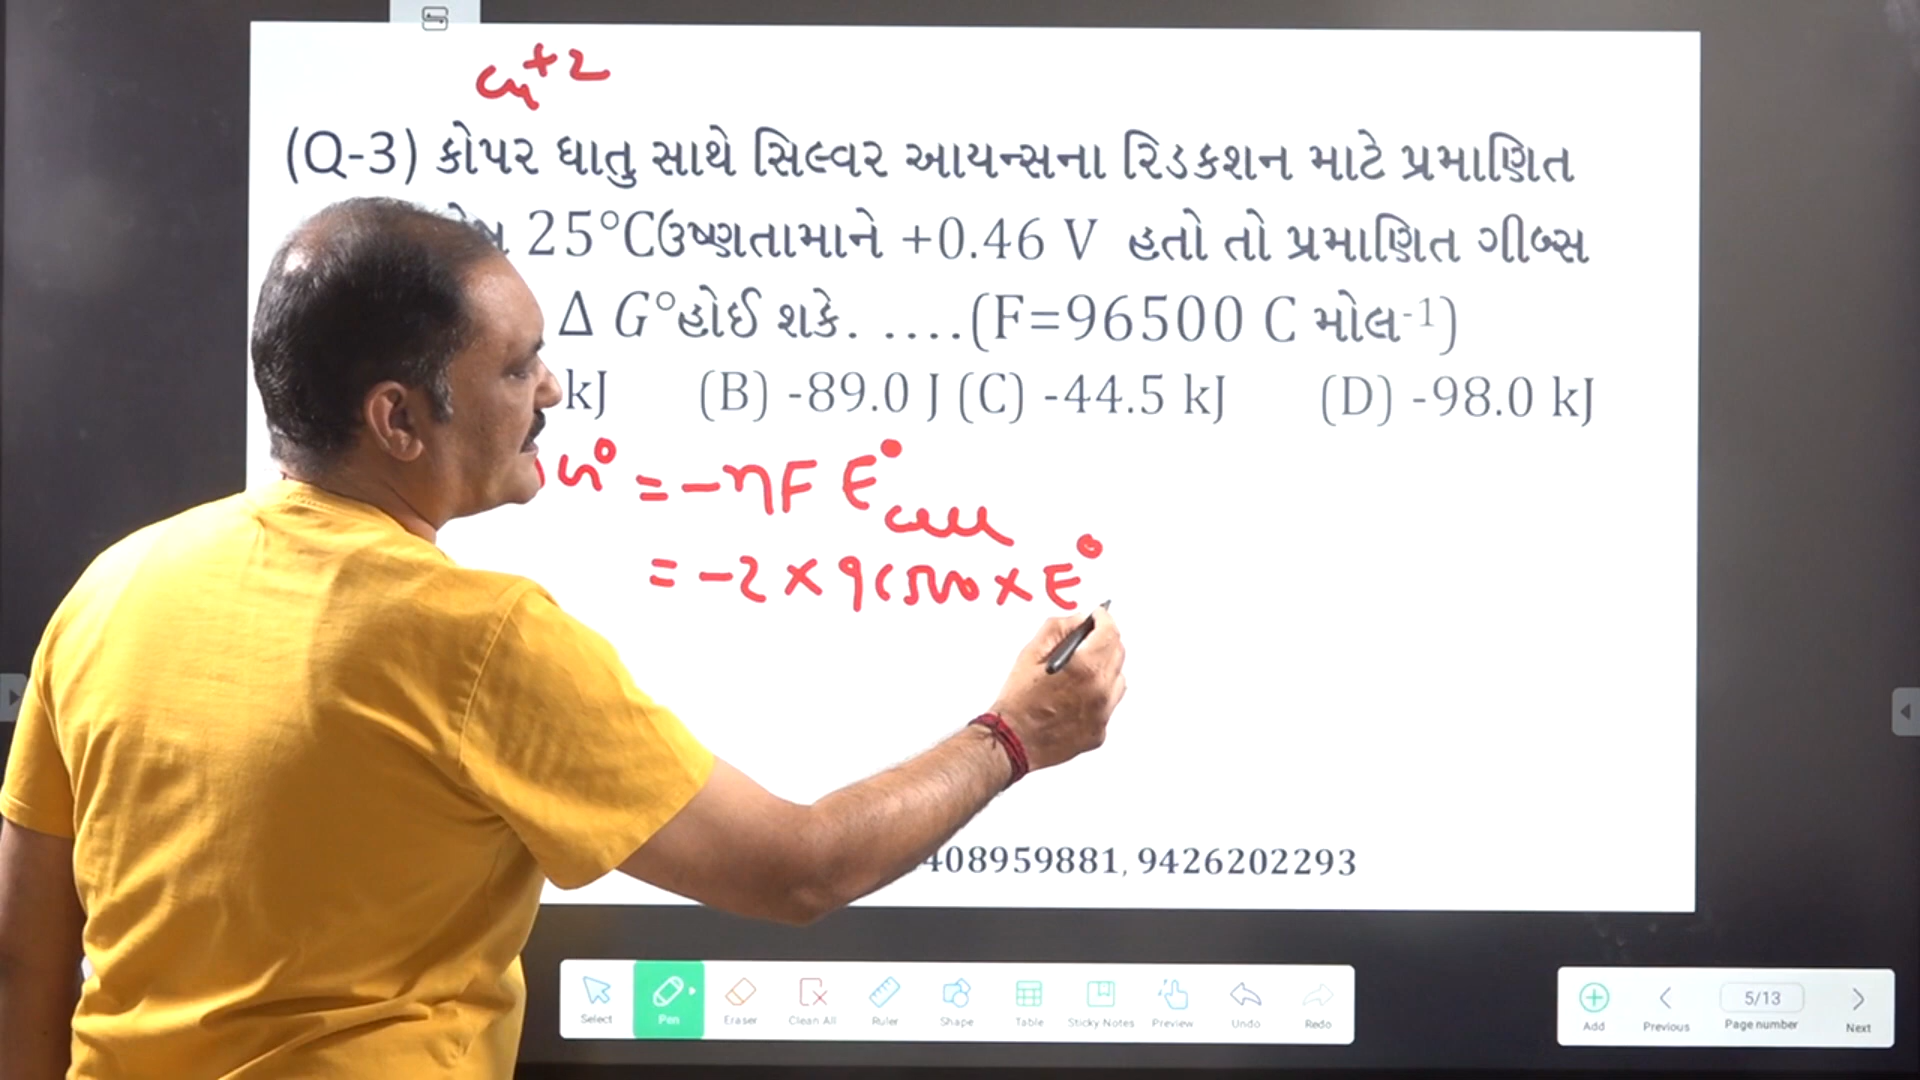 Cu+2
(Q-3) કોપર ધાતુ સાથે સિલ્વર આયન્સના રિડકશન માટે પ્રમાણિત
25°Cઉષ્ણતામાને +0.46 V હતો તો પ્રમાણિત ગીબ્સ
Δ G°હોઈ શકે. ....(F=96500 C મોલ-1)
kJ (B) -89.0 J (C) -44.5 kJ (D) -98.0 kJ
G° = -nF E°cell
= -2 × 96500 × E°
408959881, 9426202293
Select Pen Eraser Clean All Ruler Shape Table Sticky Notes Preview Undo Redo
Add Previous 5/13 Page number Next